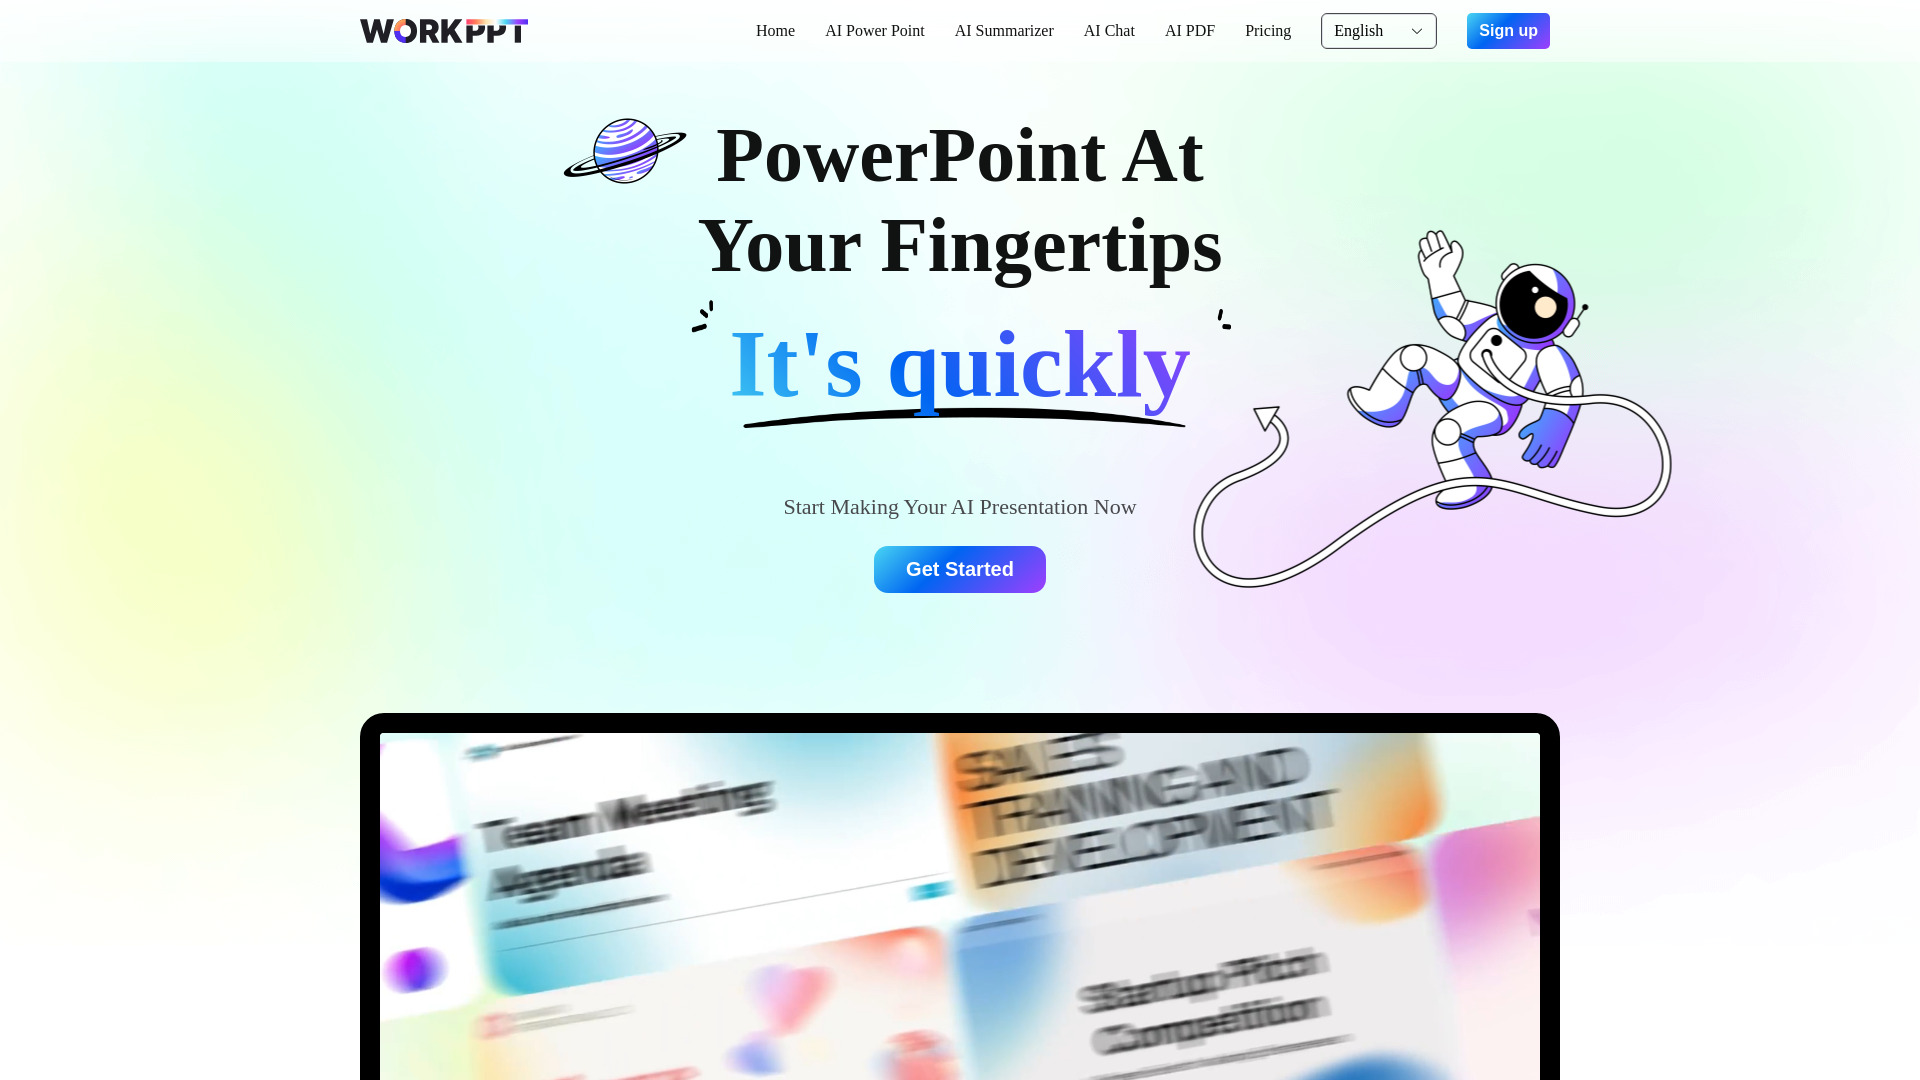 WORKPPT
Home
AI Power Point
AI Summarizer
AI Chat
AI PDF
Pricing
English
Sign up
PowerPoint At
Your Fingertips
It's quickly
Start Making Your AI Presentation Now
Get Started
Team Meeting
Agenda
SALES
TRAINING AND
DEVELOPMENT
Startup Pitch
Competition